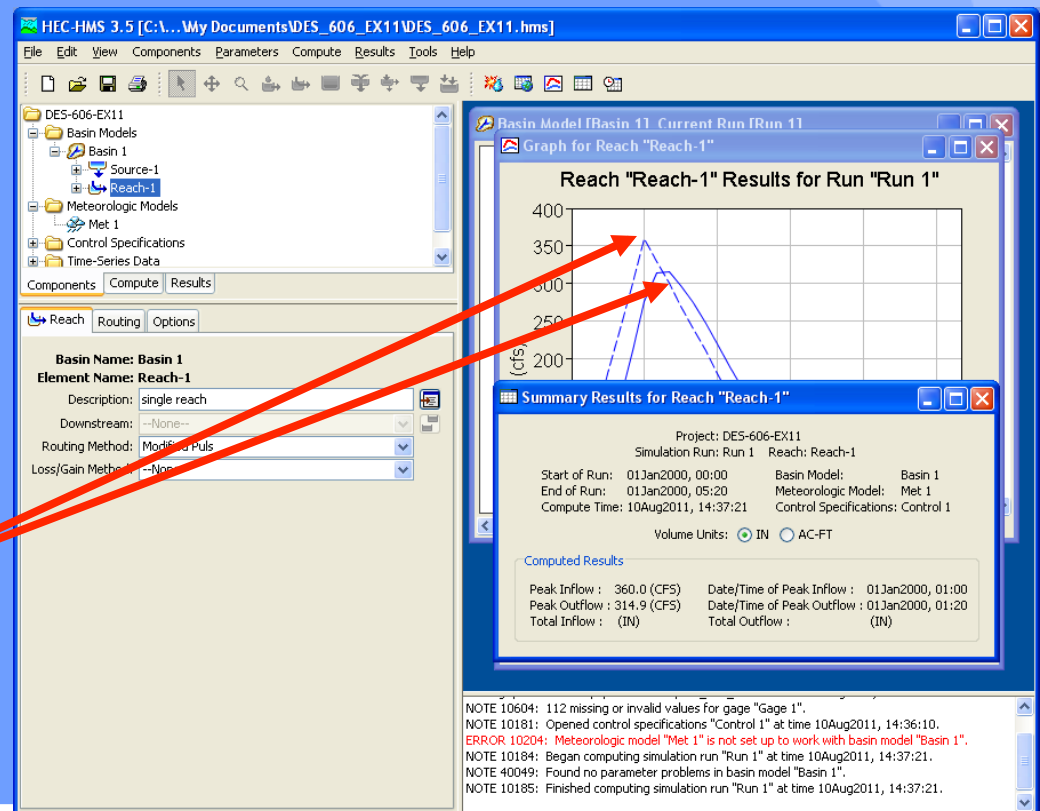 HEC-HMS 3.5 [C:\...\My Documents\DES_606_EX11\DES_606_EX11.hms]
File Edit View Components Parameters Compute Results Tools Help
DES-606-EX11
Basin Models
Basin 1
Source-1
Reach-1
Meteorologic Models
Met 1
Control Specifications
Time-Series Data
Components Compute Results
Reach Routing Options
Basin Name: Basin 1
Element Name: Reach-1
Description: single reach
Downstream: --None--
Routing Method: Modified Puls
Loss/Gain Method: --None--
Basin Model [Basin 1] Current Run [Run 1]
Graph for Reach "Reach-1"
Reach "Reach-1" Results for Run "Run 1"
400
350
300
250
200
(cfs)
Summary Results for Reach "Reach-1"
Project: DES-606-EX11
Simulation Run: Run 1 Reach: Reach-1
Start of Run: 01Jan2000, 00:00 Basin Model: Basin 1
End of Run: 01Jan2000, 05:20 Meteorologic Model: Met 1
Compute Time: 10Aug2011, 14:37:21 Control Specifications: Control 1
Volume Units: IN AC-FT
Computed Results
Peak Inflow : 360.0 (CFS) Date/Time of Peak Inflow : 01Jan2000, 01:00
Peak Outflow : 314.9 (CFS) Date/Time of Peak Outflow : 01Jan2000, 01:20
Total Inflow : (IN) Total Outflow : (IN)
NOTE 10604: 112 missing or invalid values for gage "Gage 1".
NOTE 10181: Opened control specifications "Control 1" at time 10Aug2011, 14:36:10.
ERROR 10204: Meteorologic model "Met 1" is not set up to work with basin model "Basin 1".
NOTE 10184: Began computing simulation run "Run 1" at time 10Aug2011, 14:37:21.
NOTE 40049: Found no parameter problems in basin model "Basin 1".
NOTE 10185: Finished computing simulation run "Run 1" at time 10Aug2011, 14:37:21.